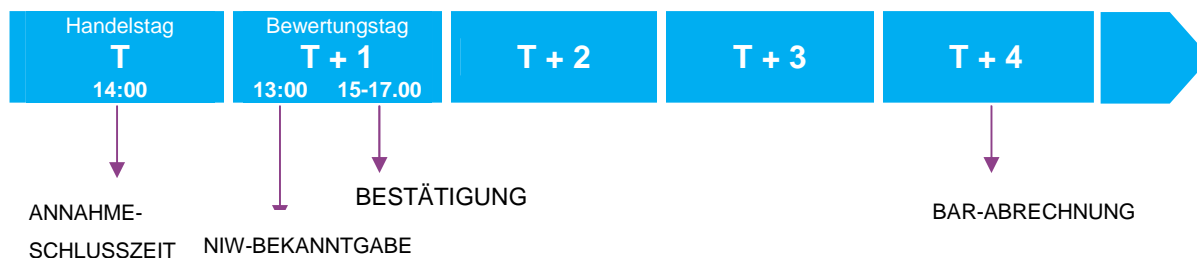 Handelstag
T
14:00
Bewertungstag
T + 1
13:00 15-17.00
T + 2
T + 3
T + 4
ANNAHME-
SCHLUSSZEIT
NIW-BEKANNTGABE
BESTÄTIGUNG
BAR-ABRECHNUNG